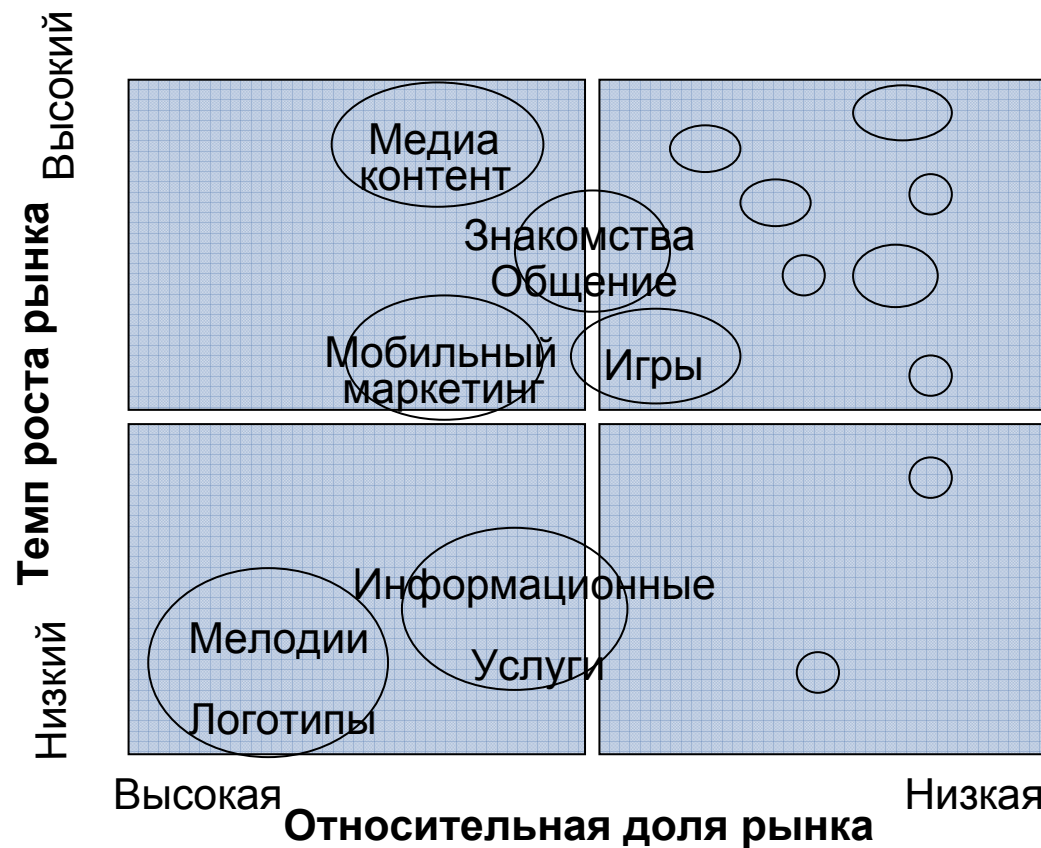 Высокий
Медиа
контент
Знакомства
Общение
Мобильный
маркетинг
Игры
Темп роста рынка
Информационные
Услуги
Мелодии
Логотипы
Низкий
Высокая
Низкая
Относительная доля рынка